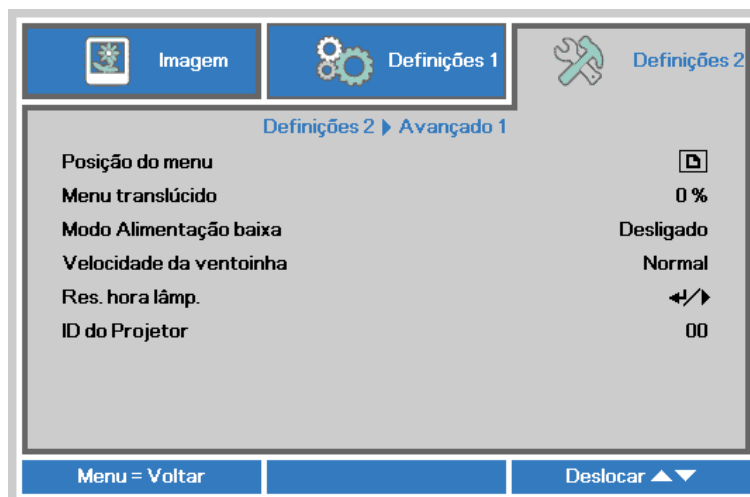 Imagem
Definições 1
Definições 2
Definições 2 ▶ Avançado 1
Posição do menu
Menu translúcido 0 %
Modo Alimentação baixa Desligado
Velocidade da ventoinha Normal
Res. hora lâmp. ↵/▶
ID do Projetor 00
Menu = Voltar
Deslocar ▲▼